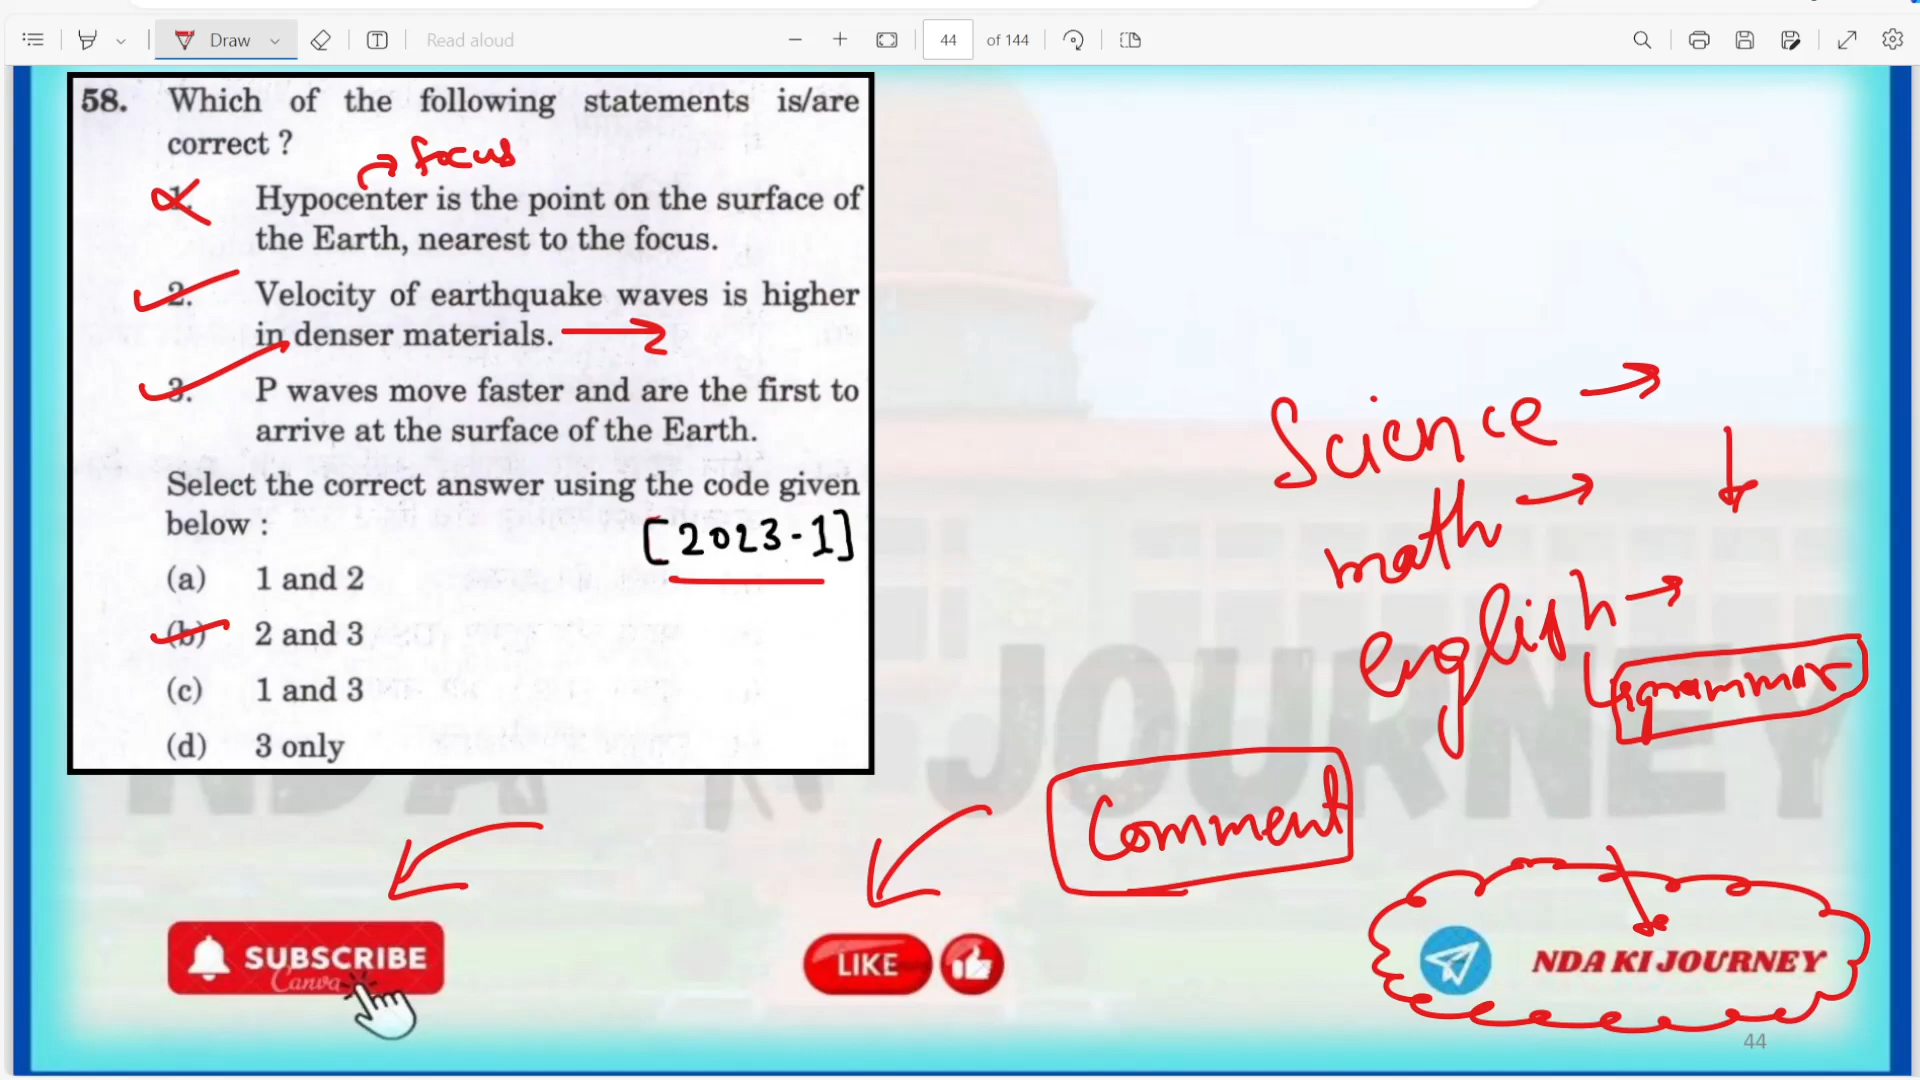 Draw
Read aloud
44
of 144
58. Which of the following statements is/are
correct ?
focus
1. Hypocenter is the point on the surface of
the Earth, nearest to the focus.
2. Velocity of earthquake waves is higher
in denser materials.
3. P waves move faster and are the first to
arrive at the surface of the Earth.
Select the correct answer using the code given
below :
[2023-1]
(a) 1 and 2
(b) 2 and 3
(c) 1 and 3
(d) 3 only
Science
math
english
grammar
Comment
NDA KI JOURNEY
SUBSCRIBE
Canva
LIKE
NDA KI JOURNEY
44